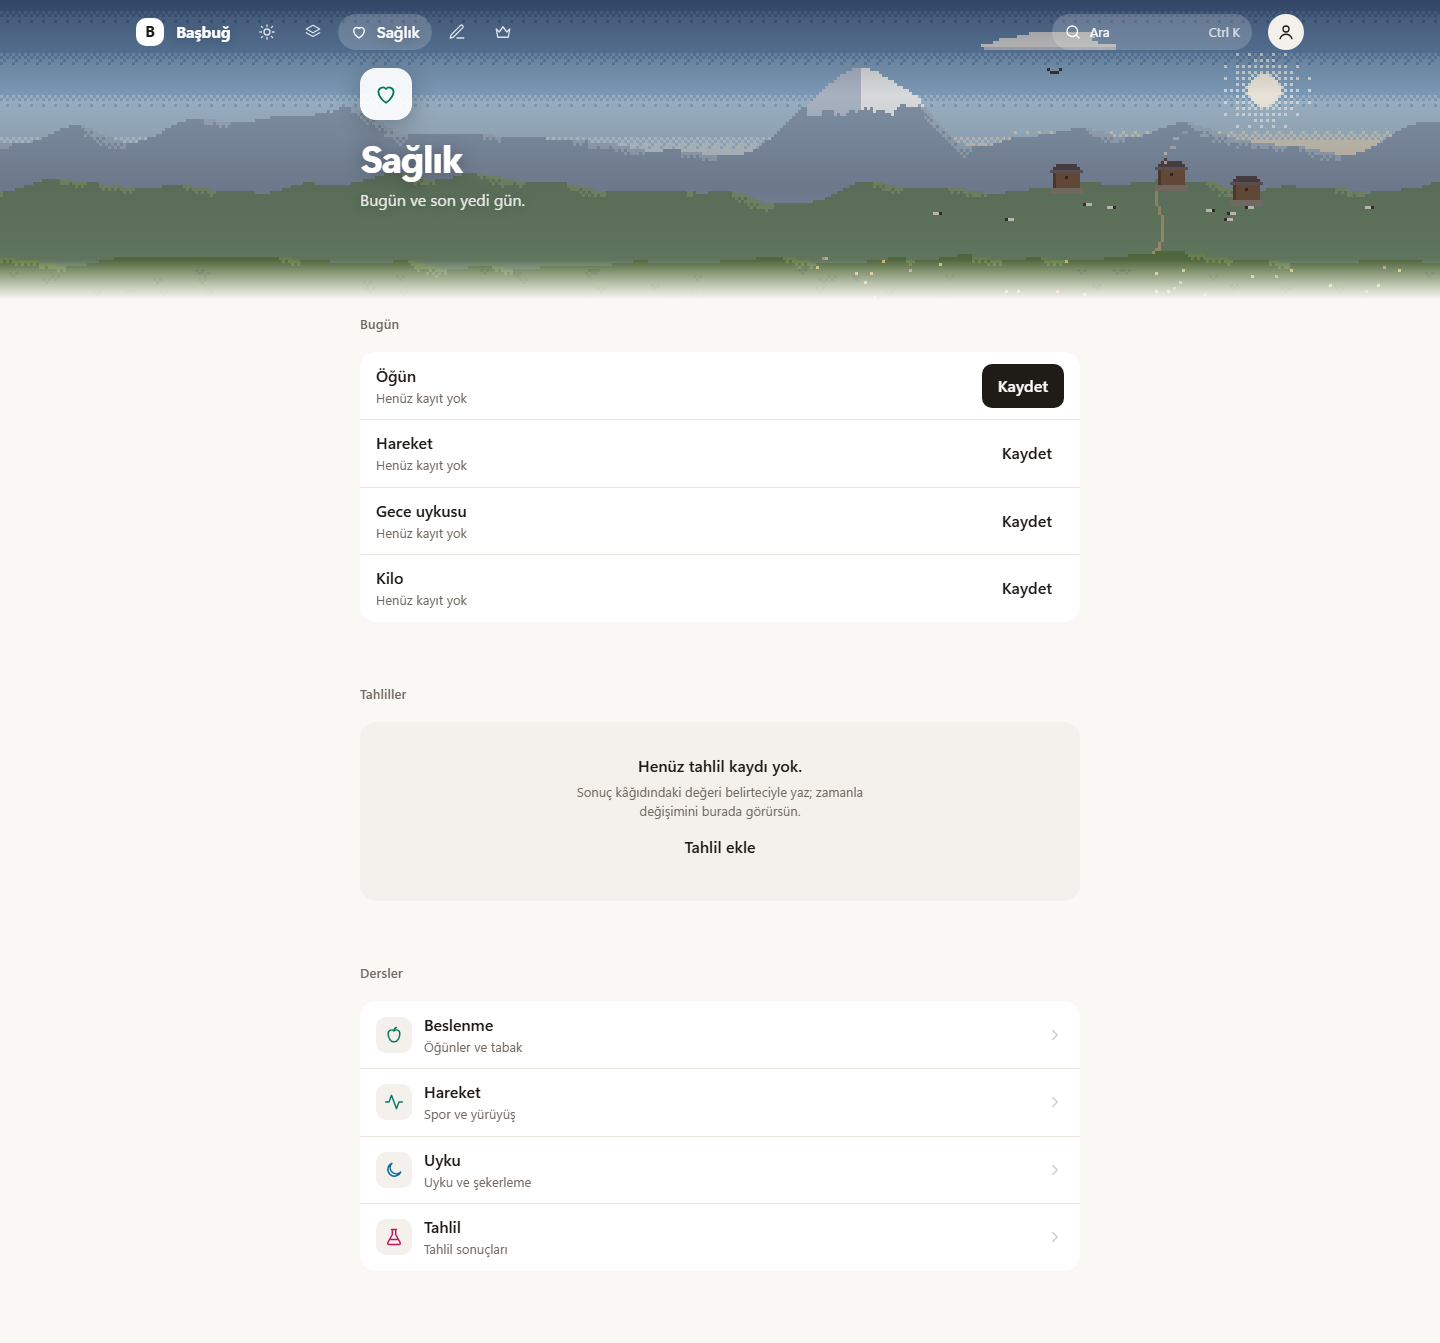 B Başbuğ Sağlık Ara Ctrl K
Sağlık
Bugün ve son yedi gün.
Bugün
Öğün
Henüz kayıt yok
Kaydet
Hareket
Henüz kayıt yok
Kaydet
Gece uykusu
Henüz kayıt yok
Kaydet
Kilo
Henüz kayıt yok
Kaydet
Tahliller
Henüz tahlil kaydı yok.
Sonuç kâğıdındaki değeri belirteciyle yaz; zamanla
değişimini burada görürsün.
Tahlil ekle
Dersler
Beslenme
Öğünler ve tabak
Hareket
Spor ve yürüyüş
Uyku
Uyku ve şekerleme
Tahlil
Tahlil sonuçları